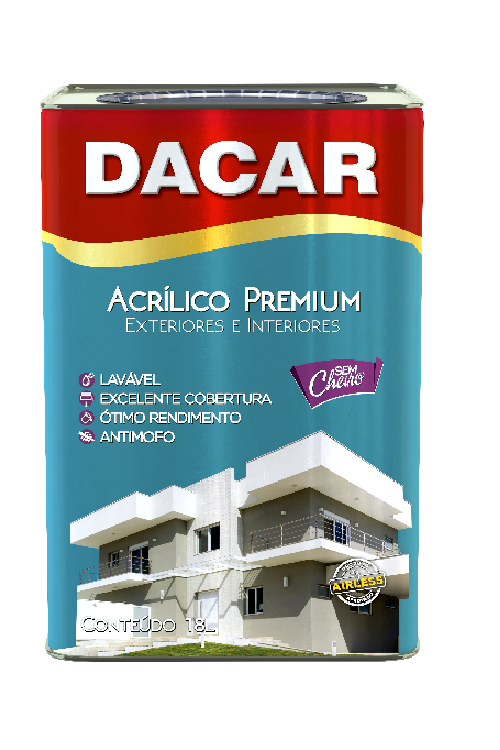 DACAR
ACRÍLICO PREMIUM
EXTERIORES E INTERIORES
SEM
Cheiro
LAVÁVEL
EXCELENTE COBERTURA
ÓTIMO RENDIMENTO
ANTIMOFO
AIRLESS
CONTEÚDO 18L